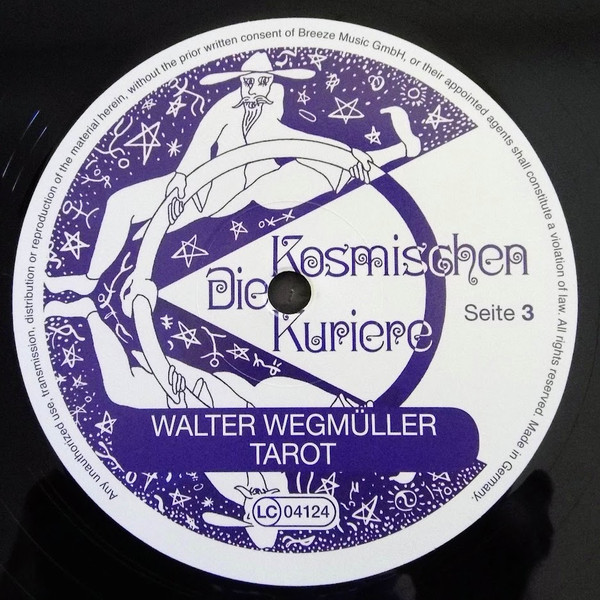 Any unauthorized use, transmission, distribution or reproduction of the material herein, without the prior written consent of Breeze Music GmbH, or their appointed agents shall constitute a violation of law. All rights reserved. Made in Germany.
Die Kosmischen
Kuriere
Seite 3
WALTER WEGMÜLLER
TAROT
LC 04124